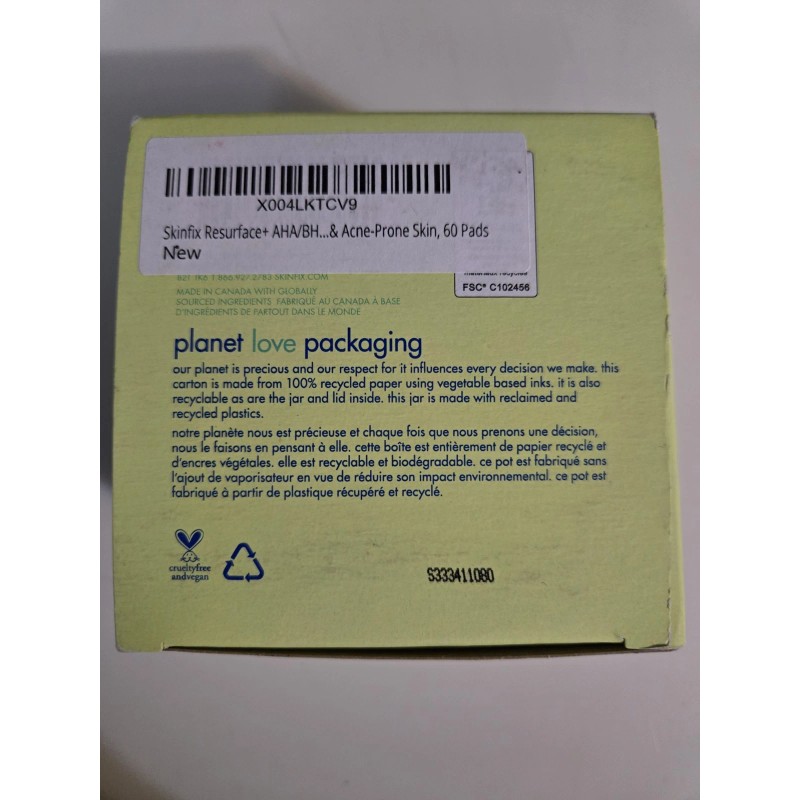 X004LKTCV9
Skinfix Resurface+ AHA/BH...& Acne-Prone Skin, 60 Pads
New
FSC® C102456
MADE IN CANADA WITH GLOBALLY
SOURCED INGREDIENTS FABRIQUÉ AU CANADA À BASE
D'INGRÉDIENTS DE PARTOUT DANS LE MONDE
planet love packaging
our planet is precious and our respect for it influences every decision we make. this
carton is made from 100% recycled paper using vegetable based inks. it is also
recyclable as are the jar and lid inside. this jar is made with reclaimed and
recycled plastics.
notre planète nous est précieuse et chaque fois que nous prenons une décision,
nous le faisons en pensant à elle. cette boîte est entièrement de papier recyclé et
d'encres végétales. elle est recyclable et biodégradable. ce pot est fabriqué sans
l'ajout de vaporisateur en vue de réduire son impact environnemental. ce pot est
fabriqué à partir de plastique récupéré et recyclé.
crueltyfree
andvegan
S333411080